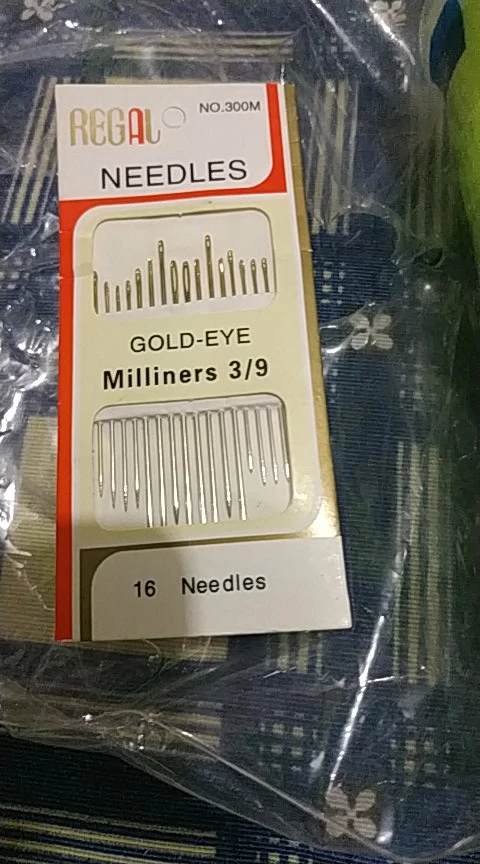 REGAL
NO.300M
NEEDLES
GOLD-EYE
Milliners 3/9
16 Needles